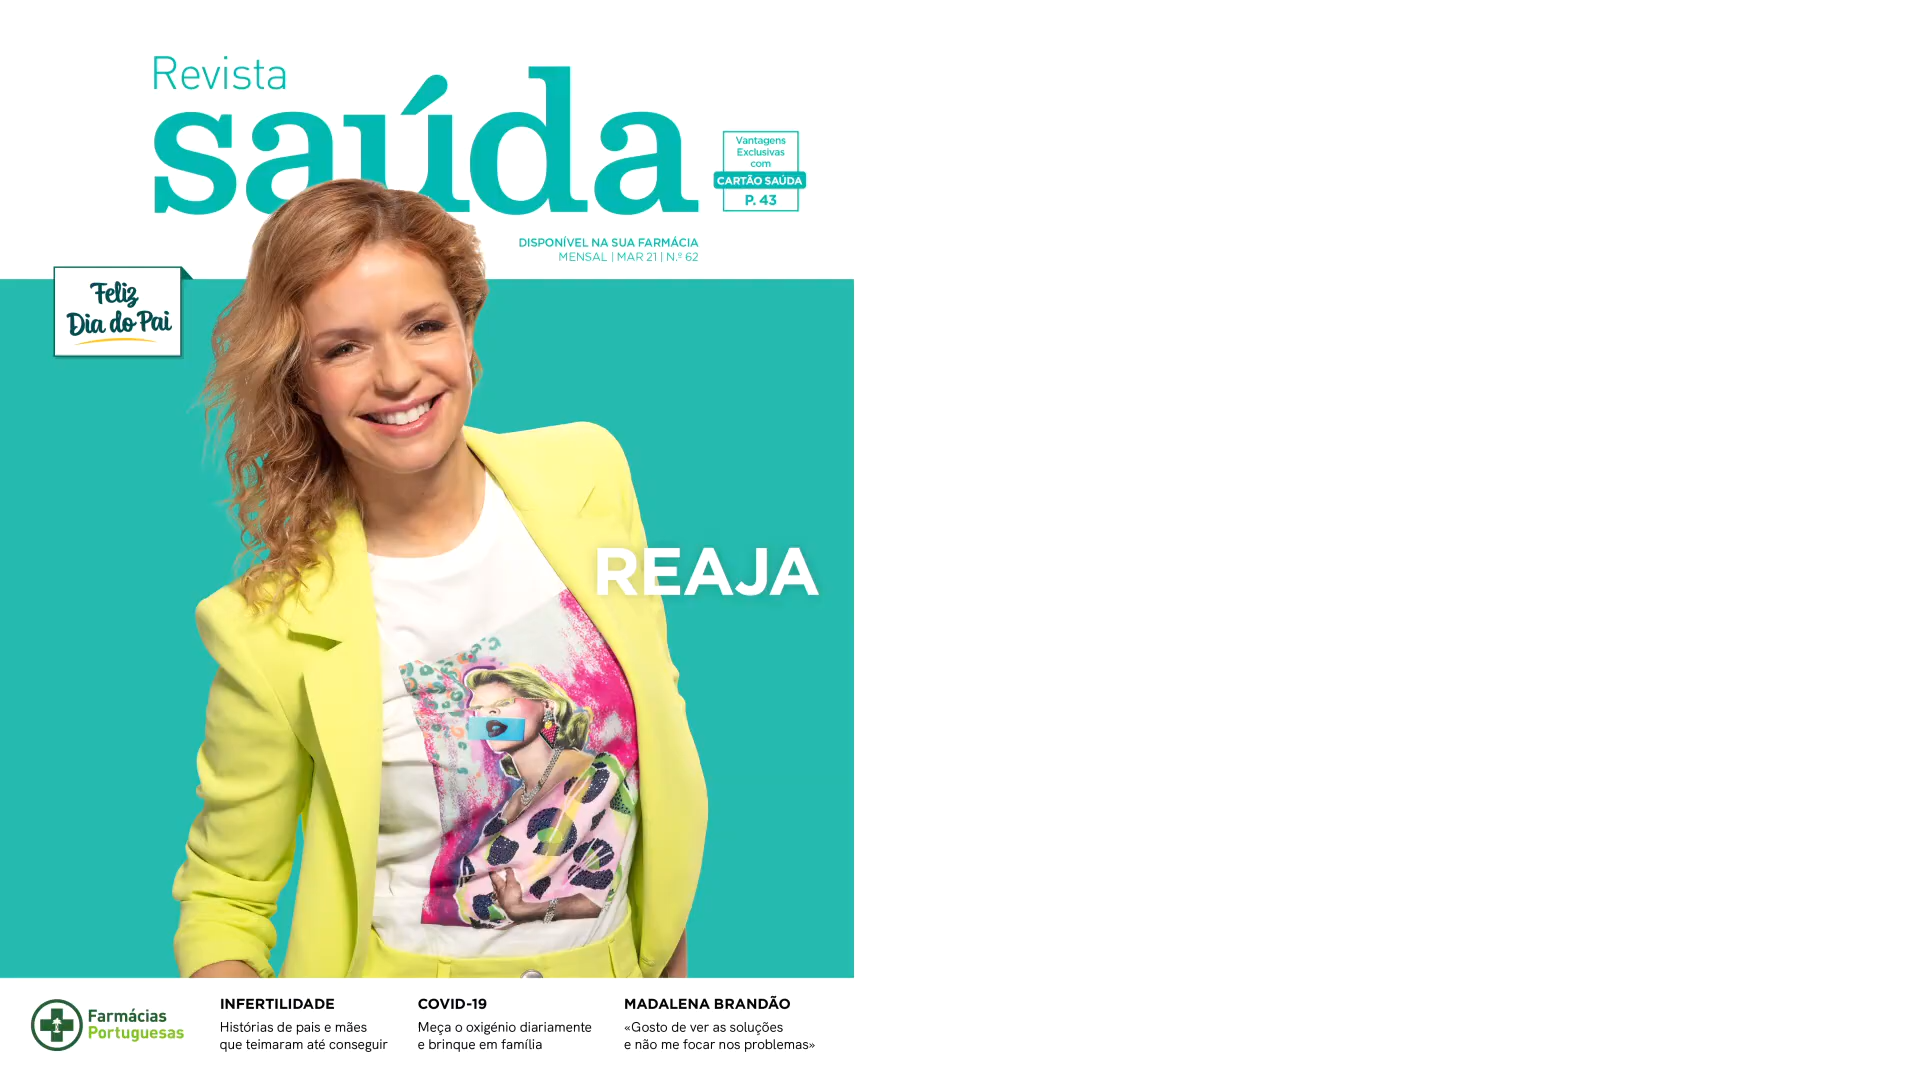 Revista
saúda
Vantagens
Exclusivas
com
CARTÃO SAÚDA
P. 43
DISPONÍVEL NA SUA FARMÁCIA
MENSAL | MAR 21 | N.º 62
Feliz
Dia do Pai
REAJA
Farmácias
Portuguesas
INFERTILIDADE
Histórias de pais e mães
que teimaram até conseguir
COVID-19
Meça o oxigénio diariamente
e brinque em família
MADALENA BRANDÃO
«Gosto de ver as soluções
e não me focar nos problemas»